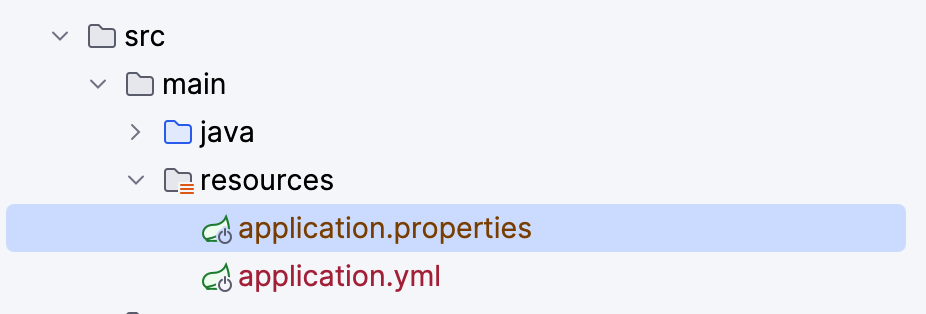 src
main
java
resources
application.properties
application.yml